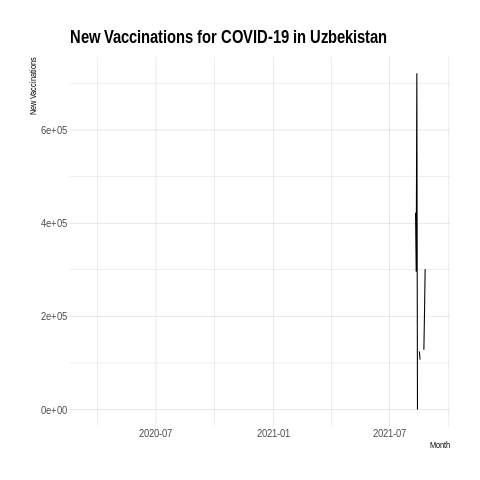 New Vaccinations for COVID-19 in Uzbekistan
New Vaccinations
6e+05
4e+05
2e+05
0e+00
2020-07 2021-01 2021-07
Month